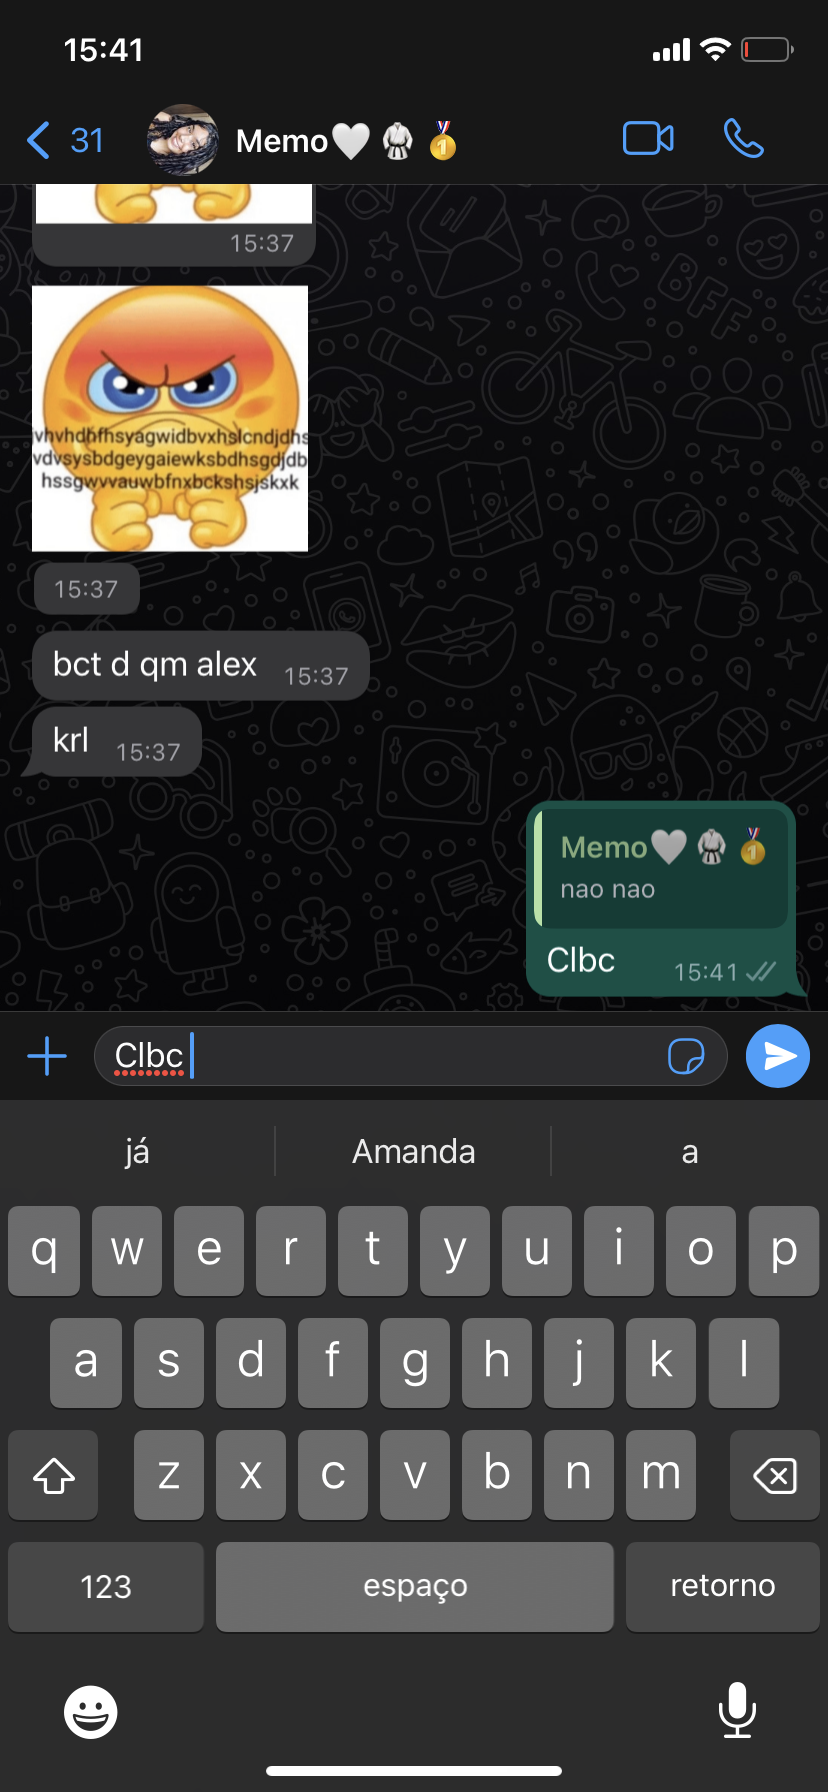 15:41
31
Memo🤍🥋🥇
15:37
vhvhdhfhsyagwidbvxhslcndjdhs
vdvsysbdgeygaiewksbdhsgdjdb
hssgwvvauwbfnxbckshsjskxk
15:37
bct d qm alex 15:37
krl 15:37
Memo🤍🥋🥇
nao nao
Clbc 15:41
Clbc
já Amanda a
q w e r t y u i o p
a s d f g h j k l
z x c v b n m
123 espaço retorno